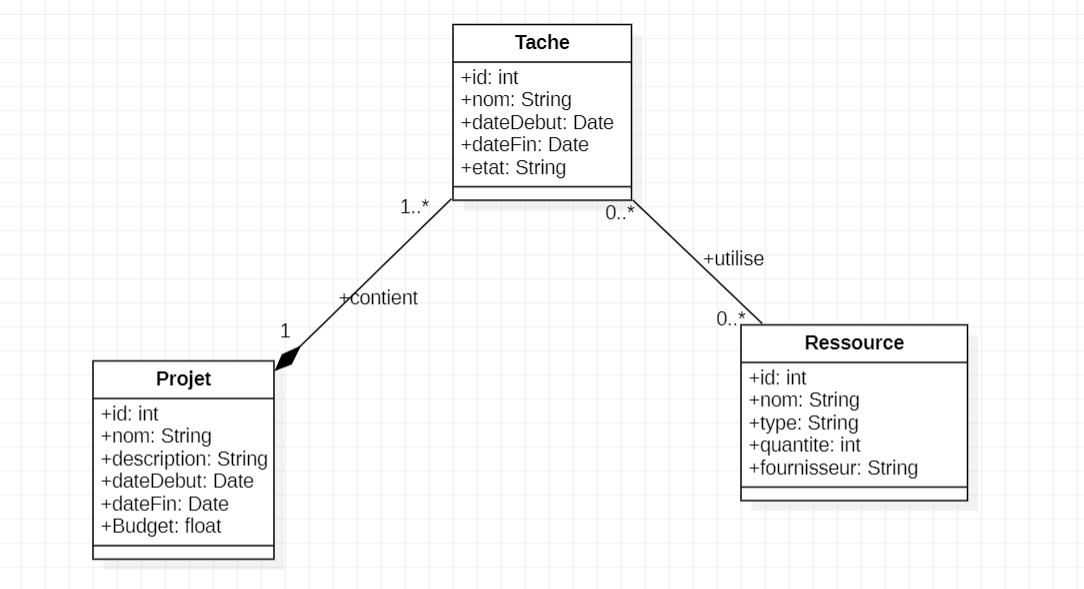 Tache
+id: int
+nom: String
+dateDebut: Date
+dateFin: Date
+etat: String
1..*
0..*
+utilise
+contient
0..*
1
Ressource
+id: int
+nom: String
+type: String
+quantite: int
+fournisseur: String
Projet
+id: int
+nom: String
+description: String
+dateDebut: Date
+dateFin: Date
+Budget: float